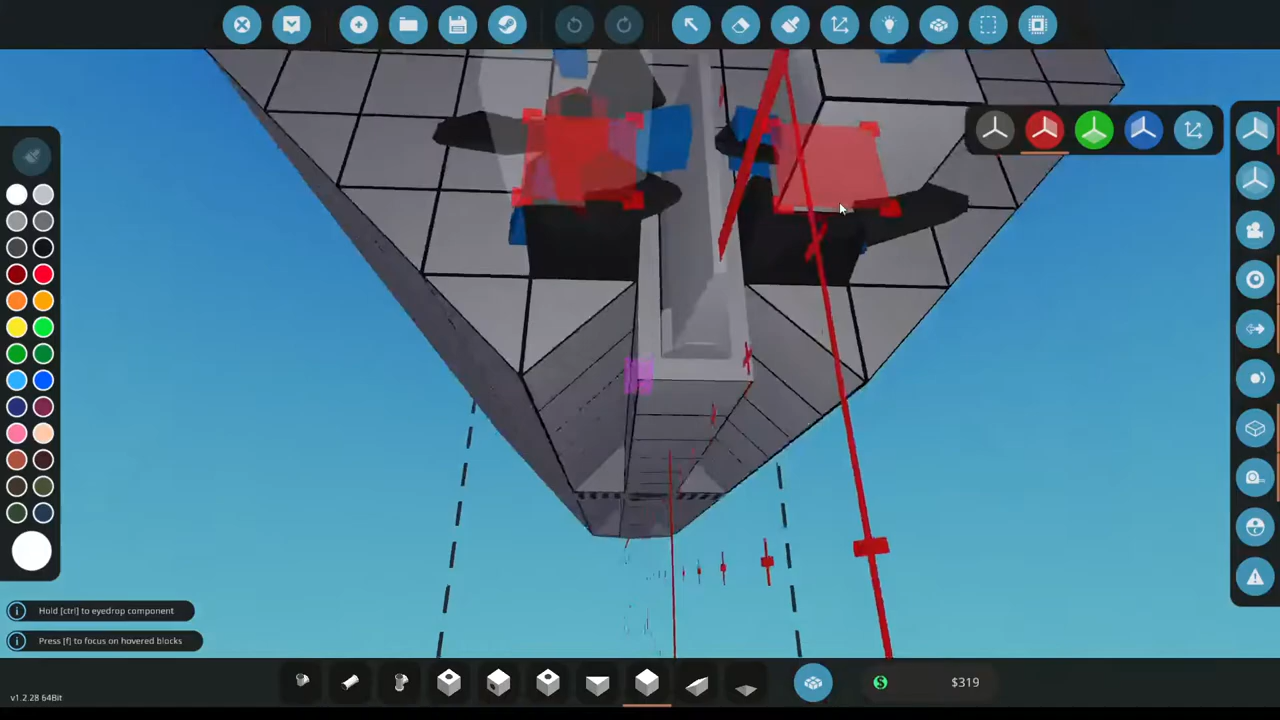 Hold [ctrl] to eyedrop component
Press [f] to focus on hovered blocks
v1.2.28 64Bit
$
$319